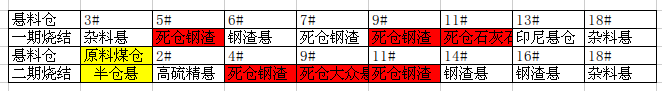 悬料仓 3# 5# 6# 7# 9# 11# 13# 18#
一期烧结 杂料悬 死仓钢渣 钢渣悬 死仓钢渣 死仓钢渣 死仓石灰石 印尼悬仓 杂料悬
悬料仓 原料煤仓 2# 4# 9# 11# 14# 16# 18#
二期烧结 半仓悬 高硫精悬 死仓钢渣 死仓大众悬 死仓钢渣 钢渣悬 钢渣悬 杂料悬